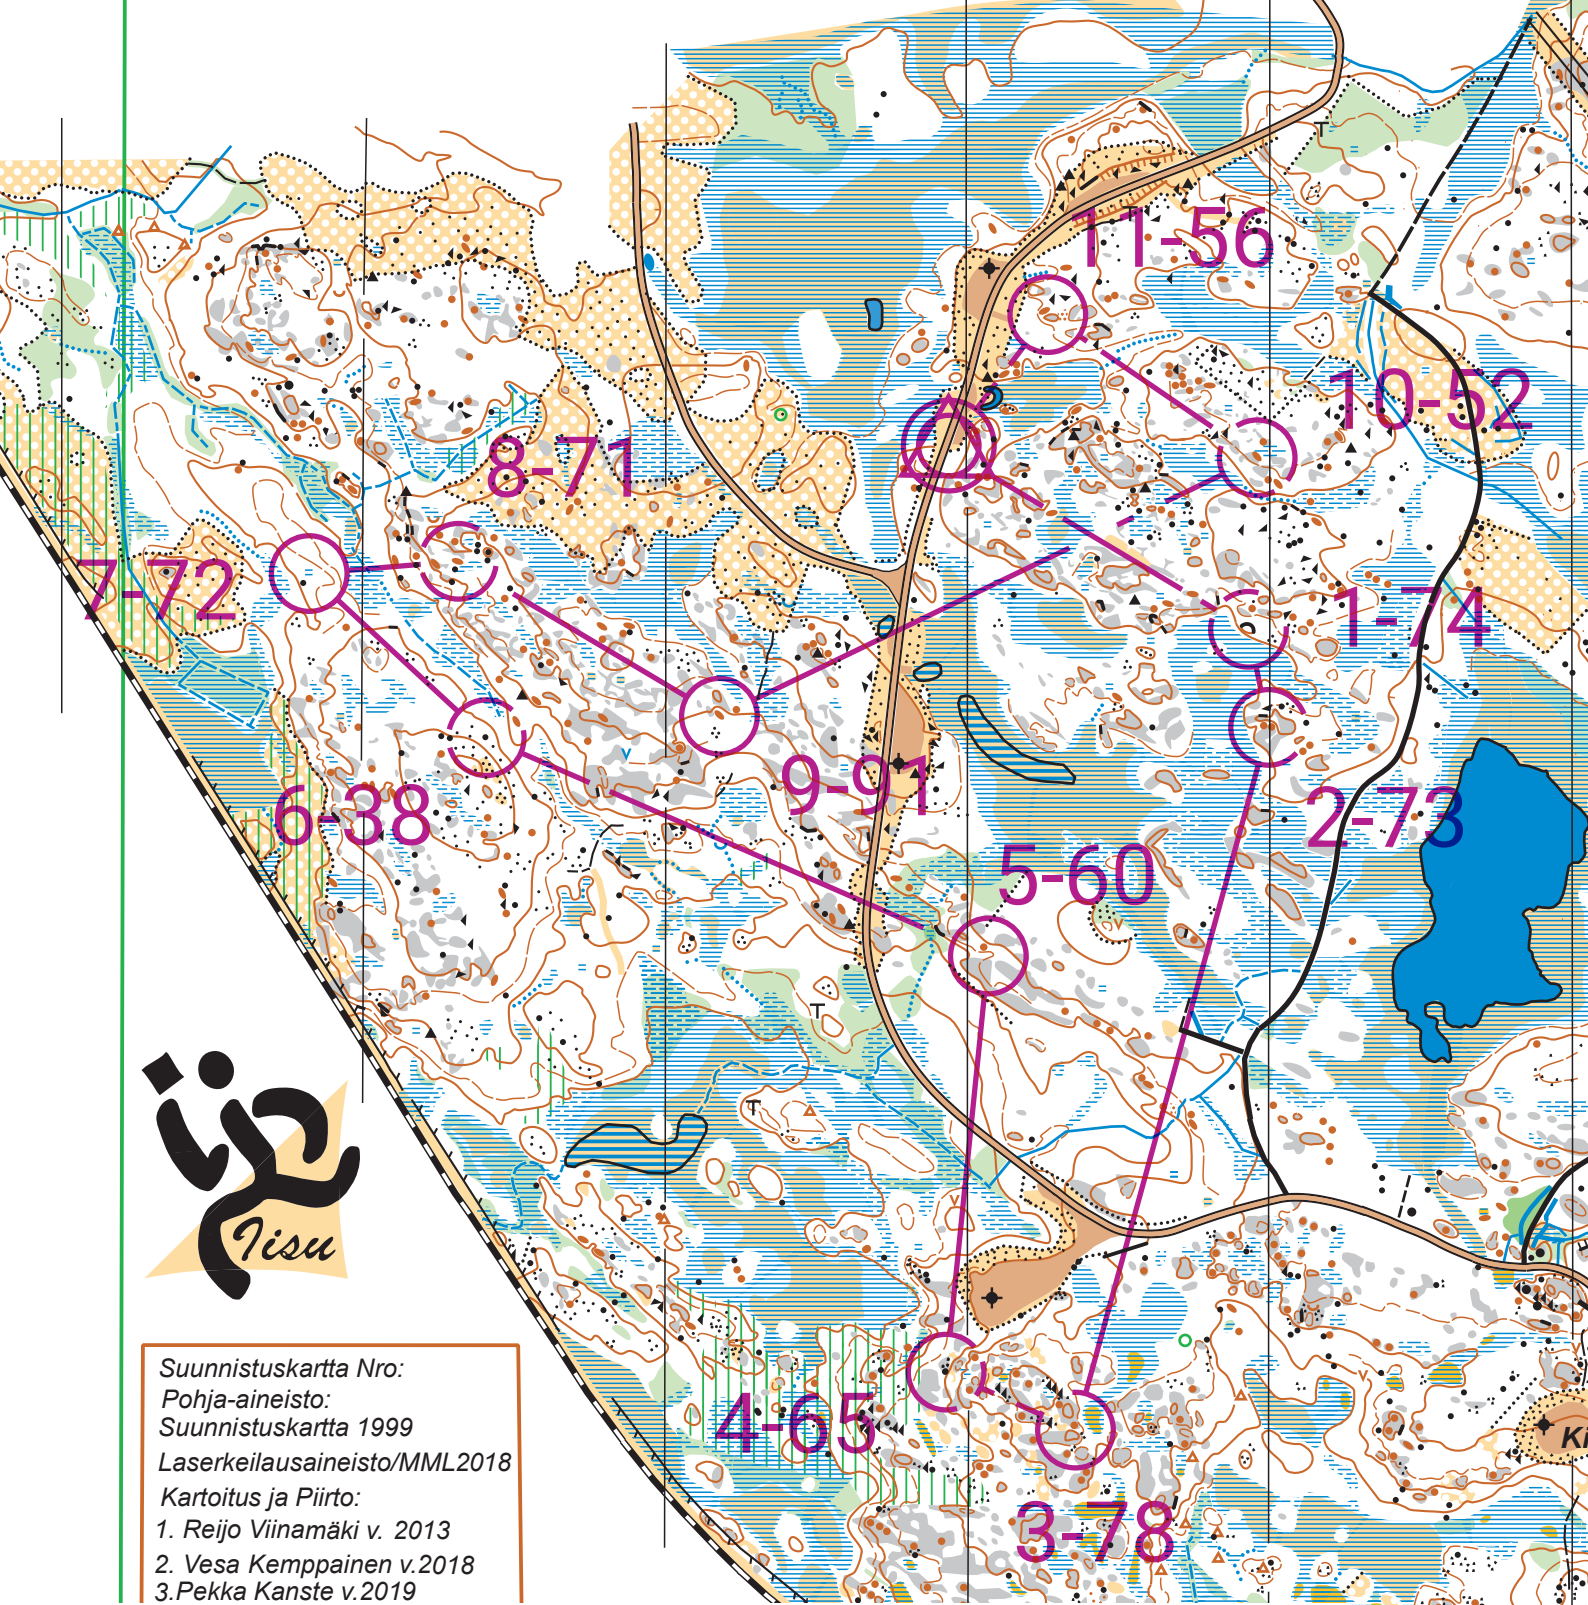 11-56
10-52
8-71
7-72
1-74
9-91
2-73
6-38
5-60
4-65
3-78
Iisu
Suunnistuskartta Nro:
Pohja-aineisto:
Suunnistuskartta 1999
Laserkeilausaineisto/MML2018
Kartoitus ja Piirto:
1. Reijo Viinamäki v. 2013
2. Vesa Kemppainen v.2018
3.Pekka Kanste v.2019